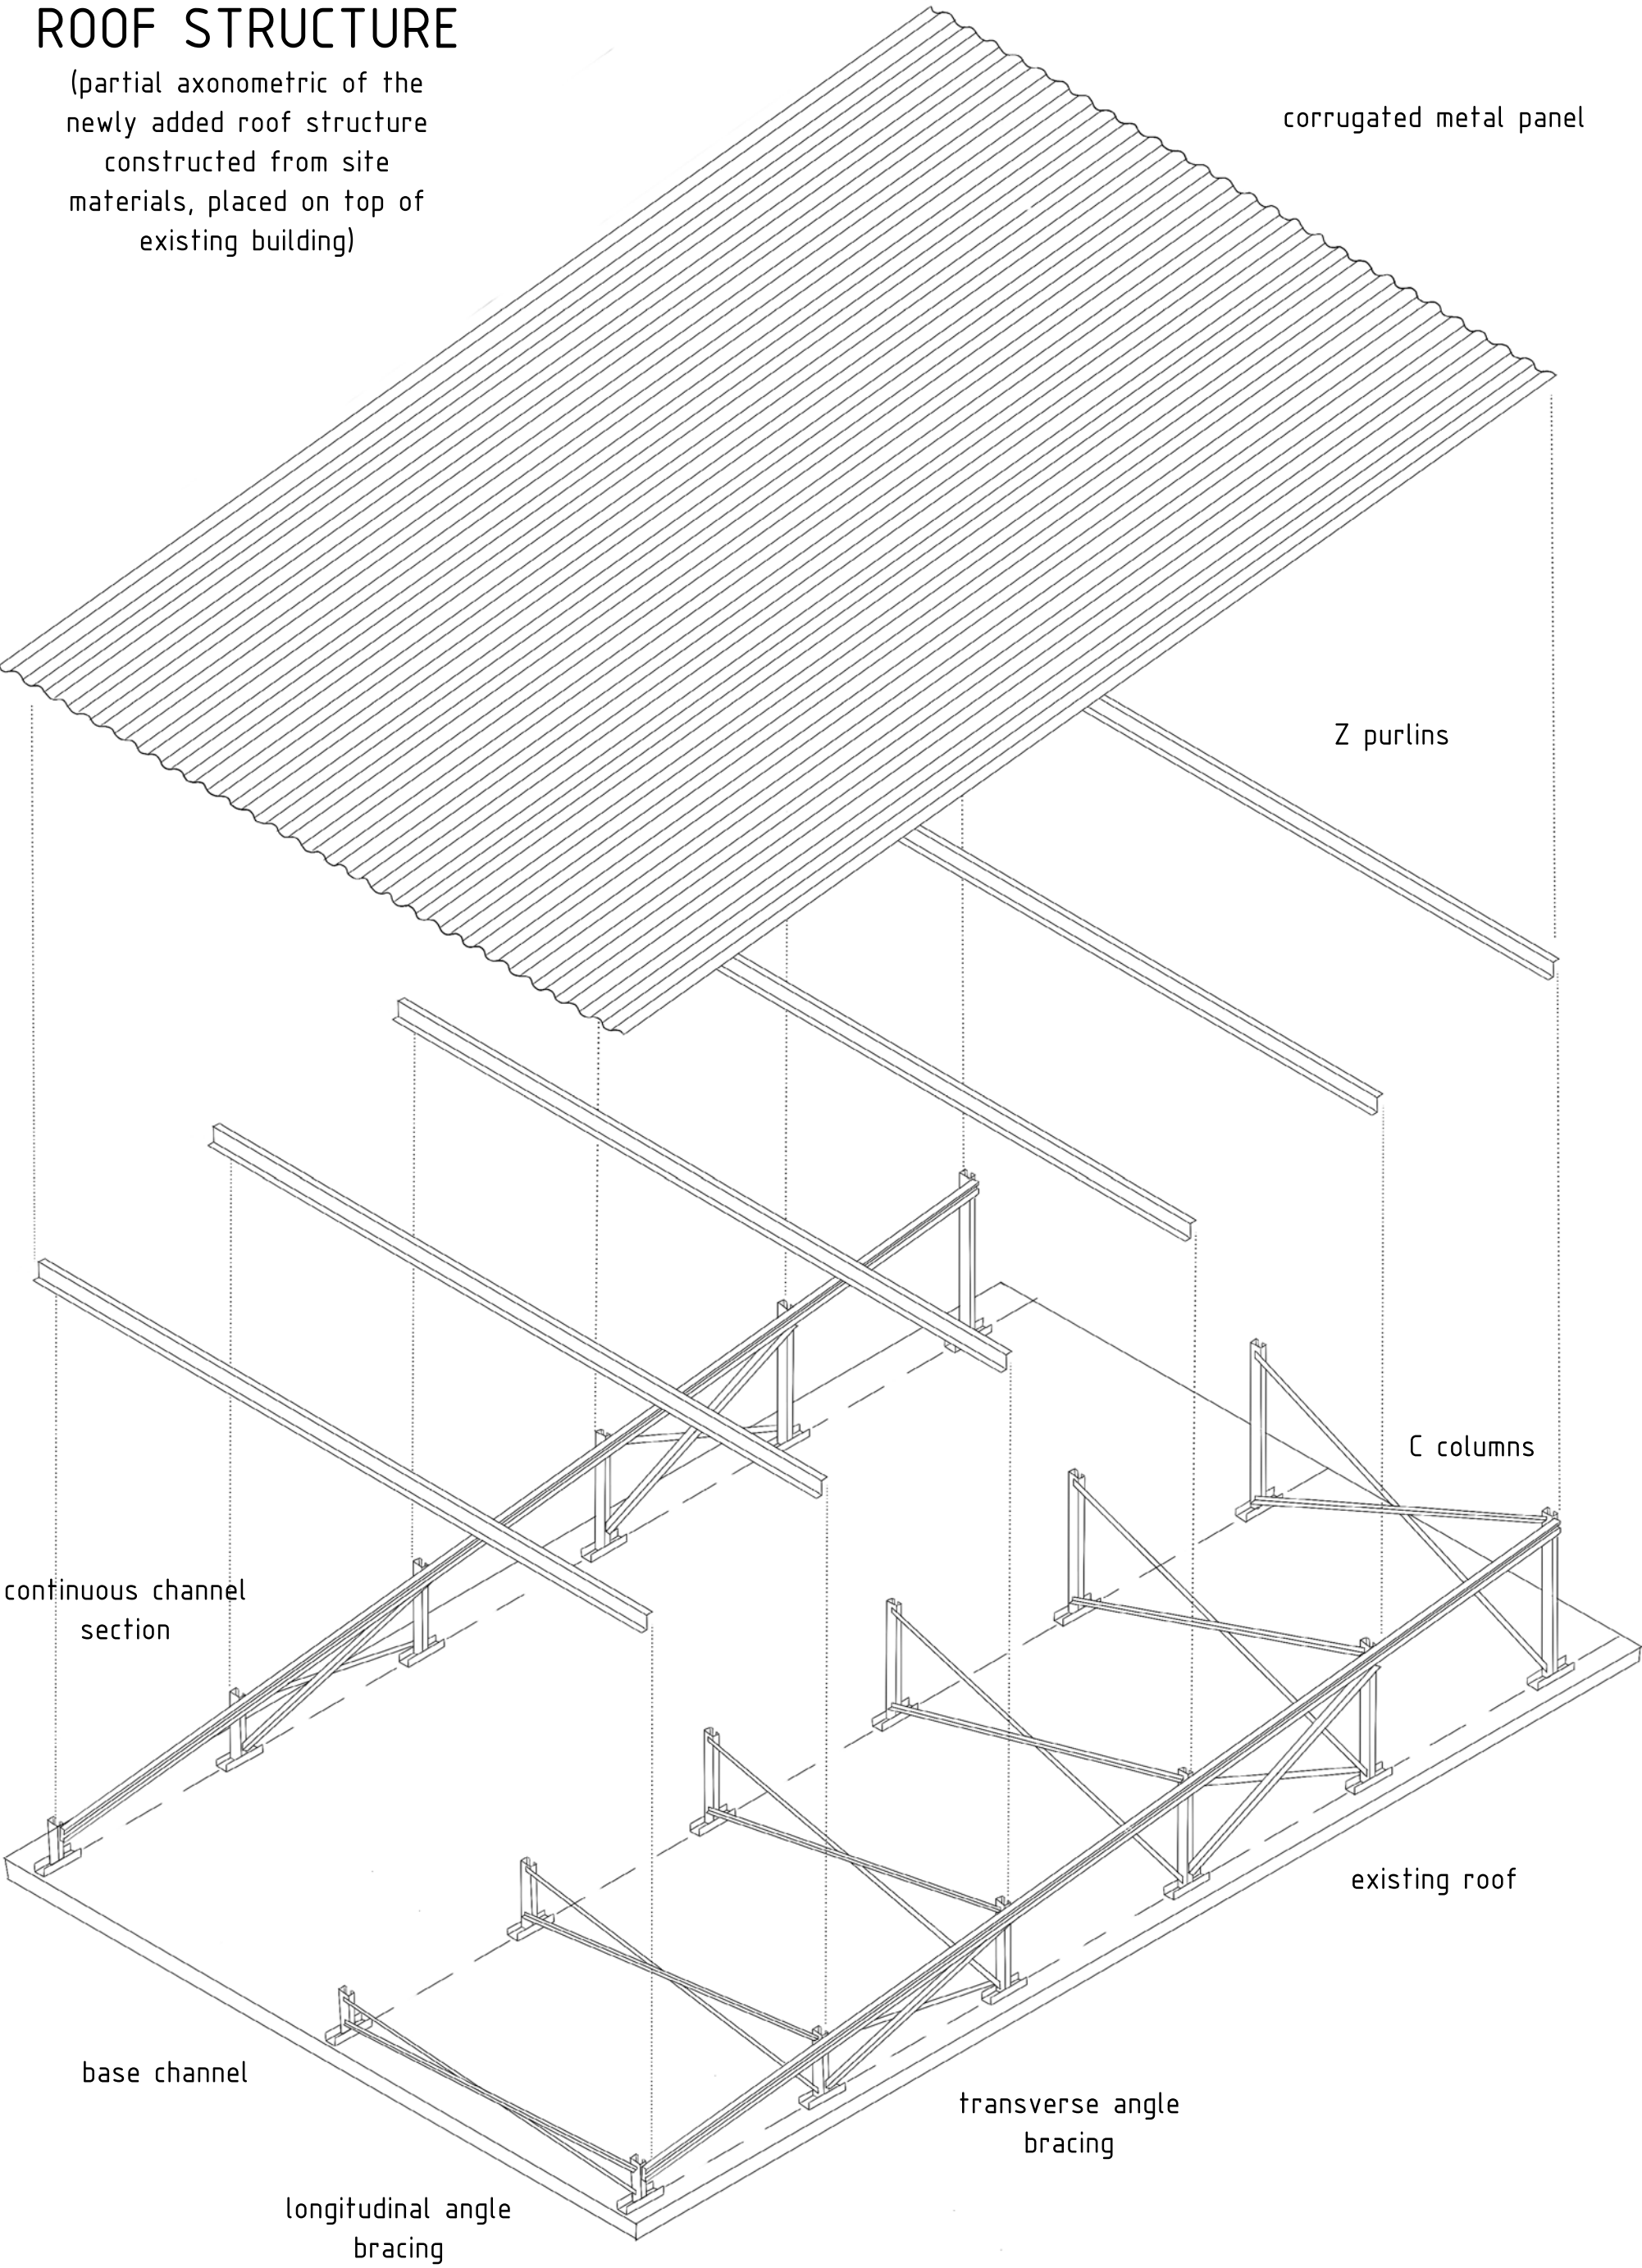 ROOF STRUCTURE
(partial axonometric of the
newly added roof structure
constructed from site
materials, placed on top of
existing building)
corrugated metal panel
Z purlins
C columns
continuous channel
section
existing roof
base channel
transverse angle
bracing
longitudinal angle
bracing